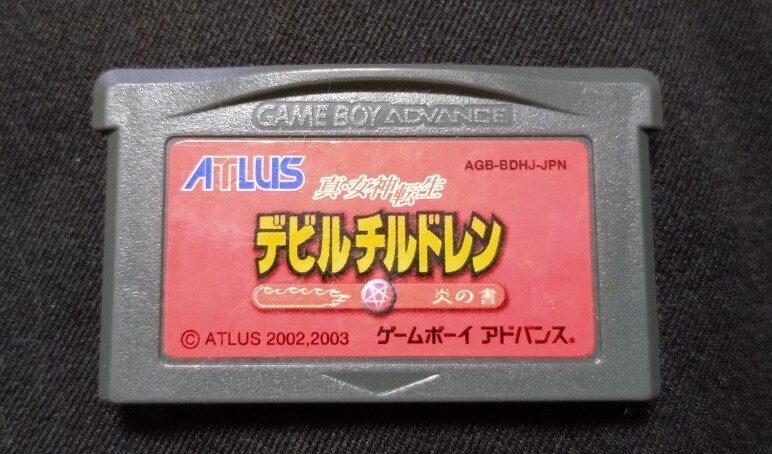 GAME BOY ADVANCE
ATLUS
AGB-BDHJ-JPN
真・女神転生
デビルチルドレン
炎の書
© ATLUS 2002,2003
ゲームボーイ アドバンス。